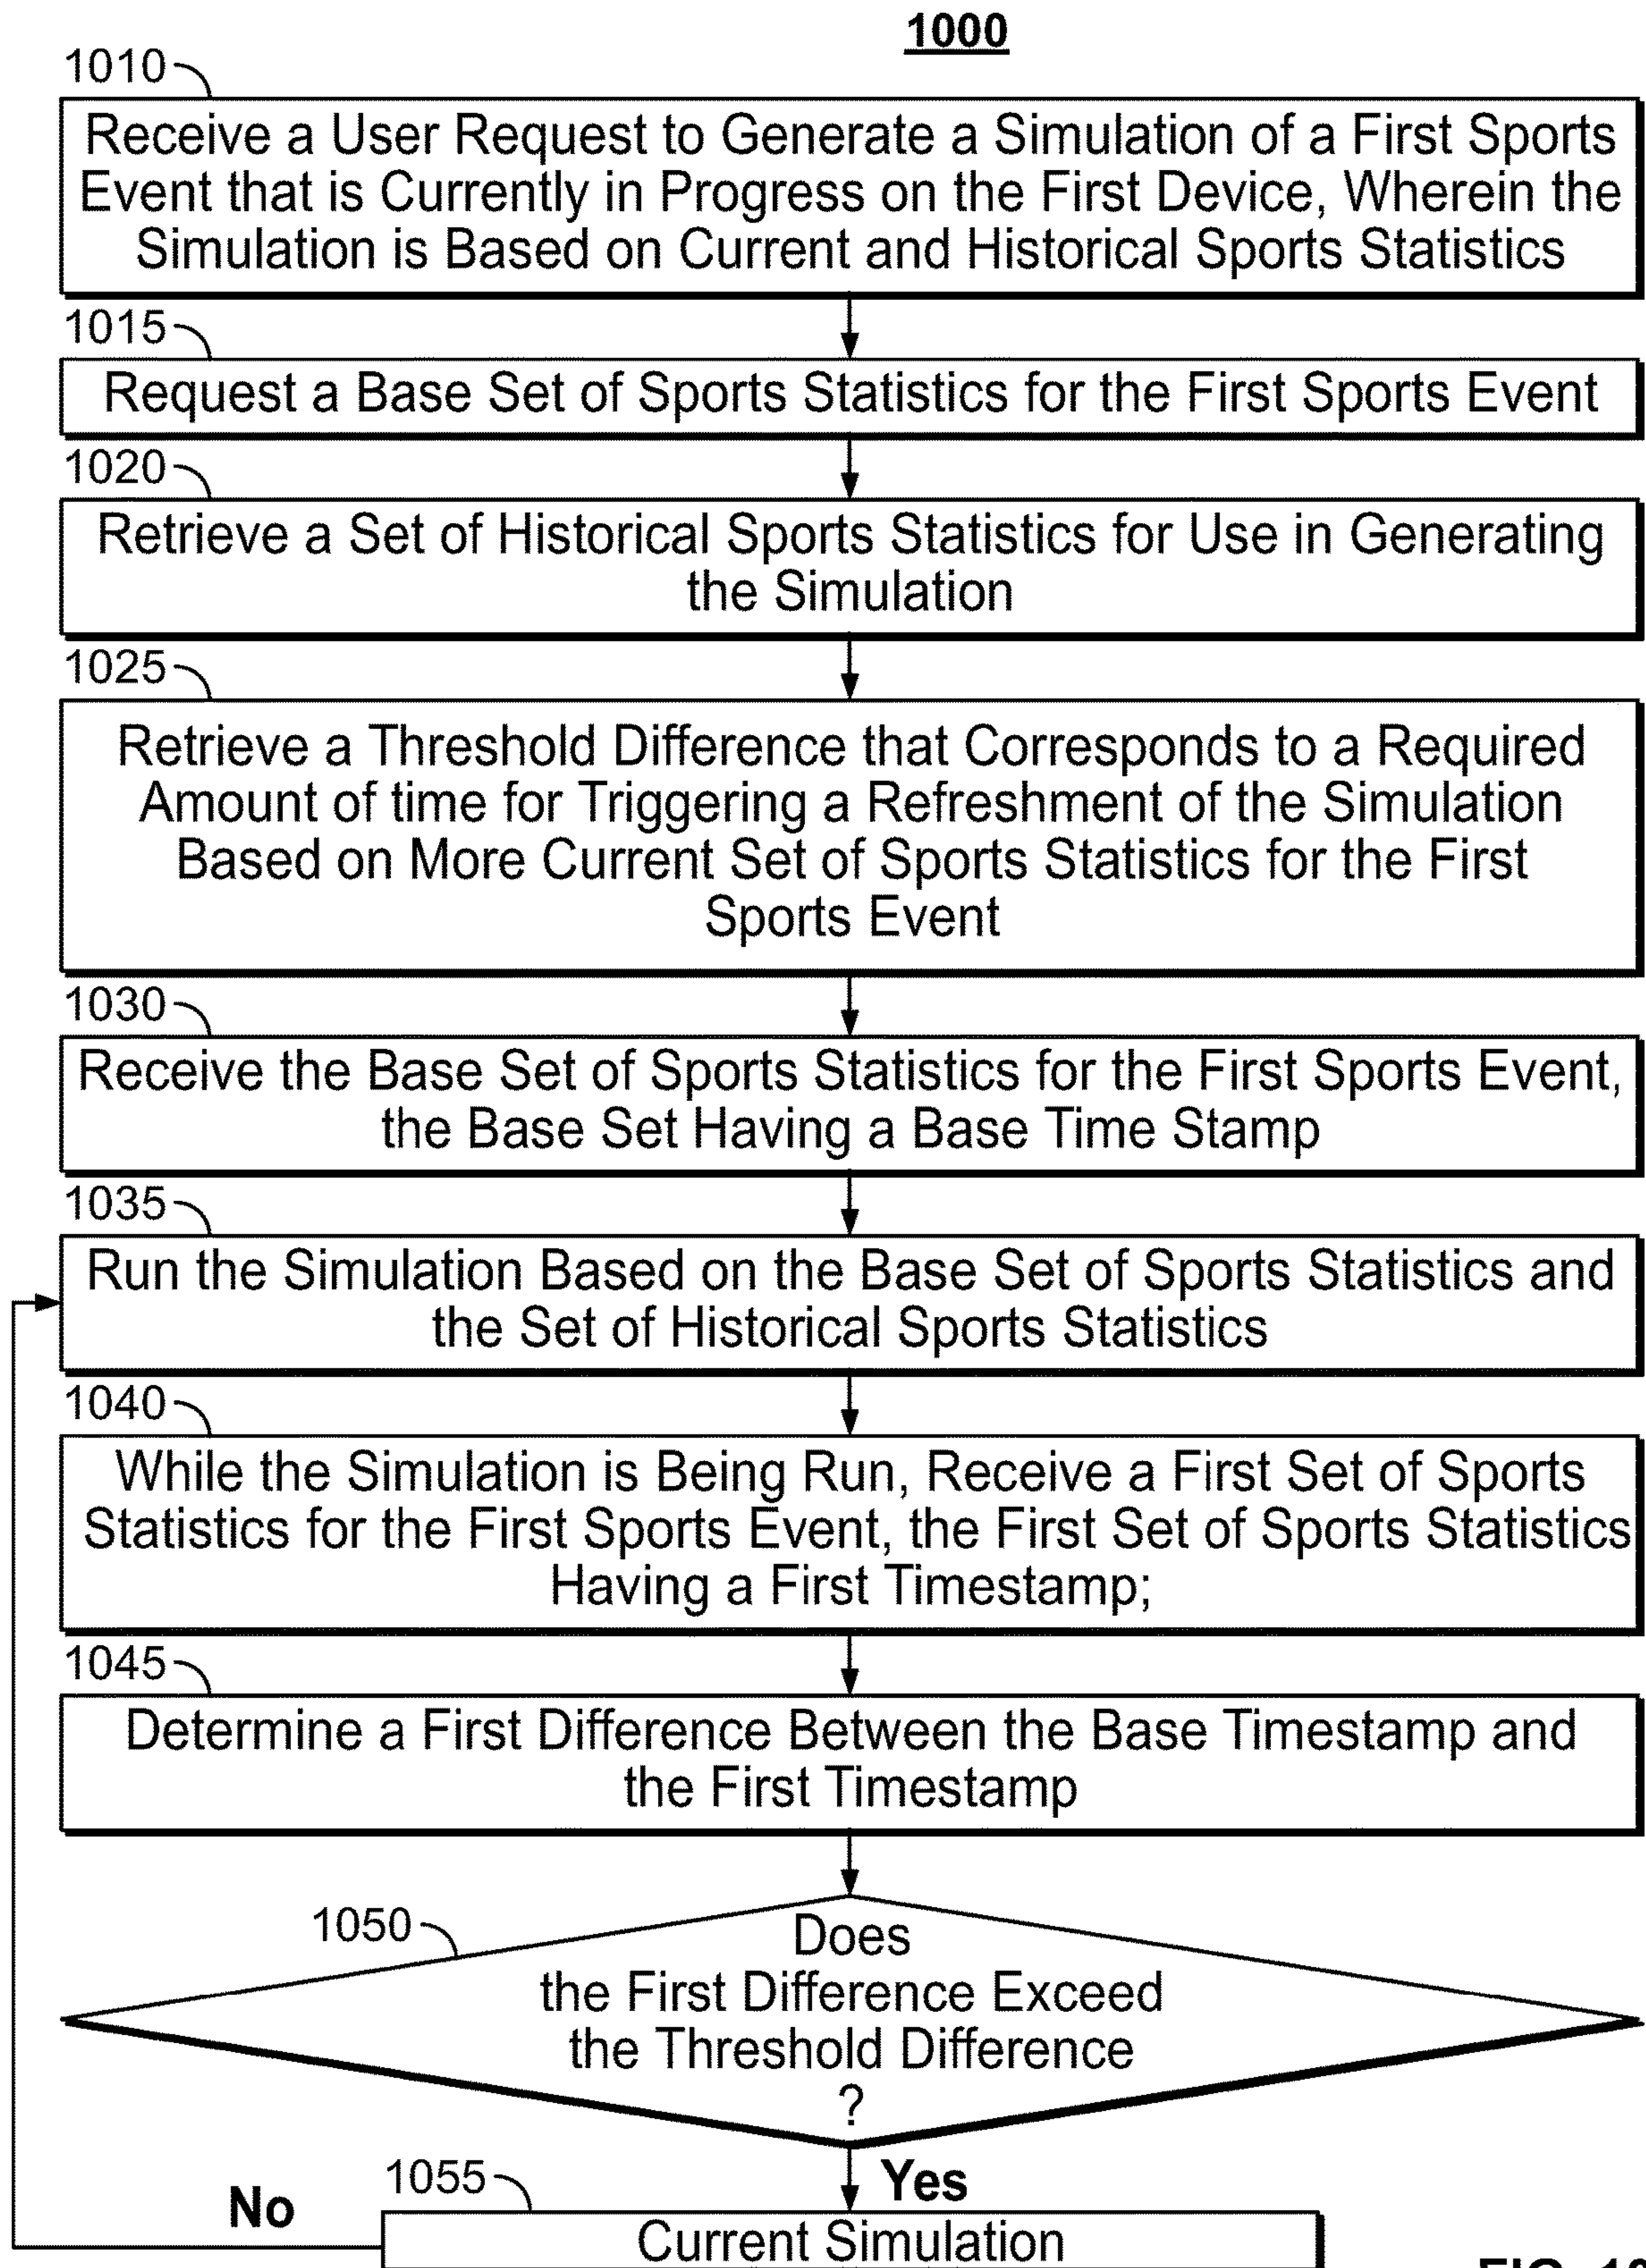 1000
1010
Receive a User Request to Generate a Simulation of a First Sports
Event that is Currently in Progress on the First Device, Wherein the
Simulation is Based on Current and Historical Sports Statistics
1015
Request a Base Set of Sports Statistics for the First Sports Event
1020
Retrieve a Set of Historical Sports Statistics for Use in Generating
the Simulation
1025
Retrieve a Threshold Difference that Corresponds to a Required
Amount of time for Triggering a Refreshment of the Simulation
Based on More Current Set of Sports Statistics for the First
Sports Event
1030
Receive the Base Set of Sports Statistics for the First Sports Event,
the Base Set Having a Base Time Stamp
1035
Run the Simulation Based on the Base Set of Sports Statistics and
the Set of Historical Sports Statistics
1040
While the Simulation is Being Run, Receive a First Set of Sports
Statistics for the First Sports Event, the First Set of Sports Statistics
Having a First Timestamp;
1045
Determine a First Difference Between the Base Timestamp and
the First Timestamp
1050
Does
the First Difference Exceed
the Threshold Difference
?
Yes
No
1055
Current Simulation
FIG.